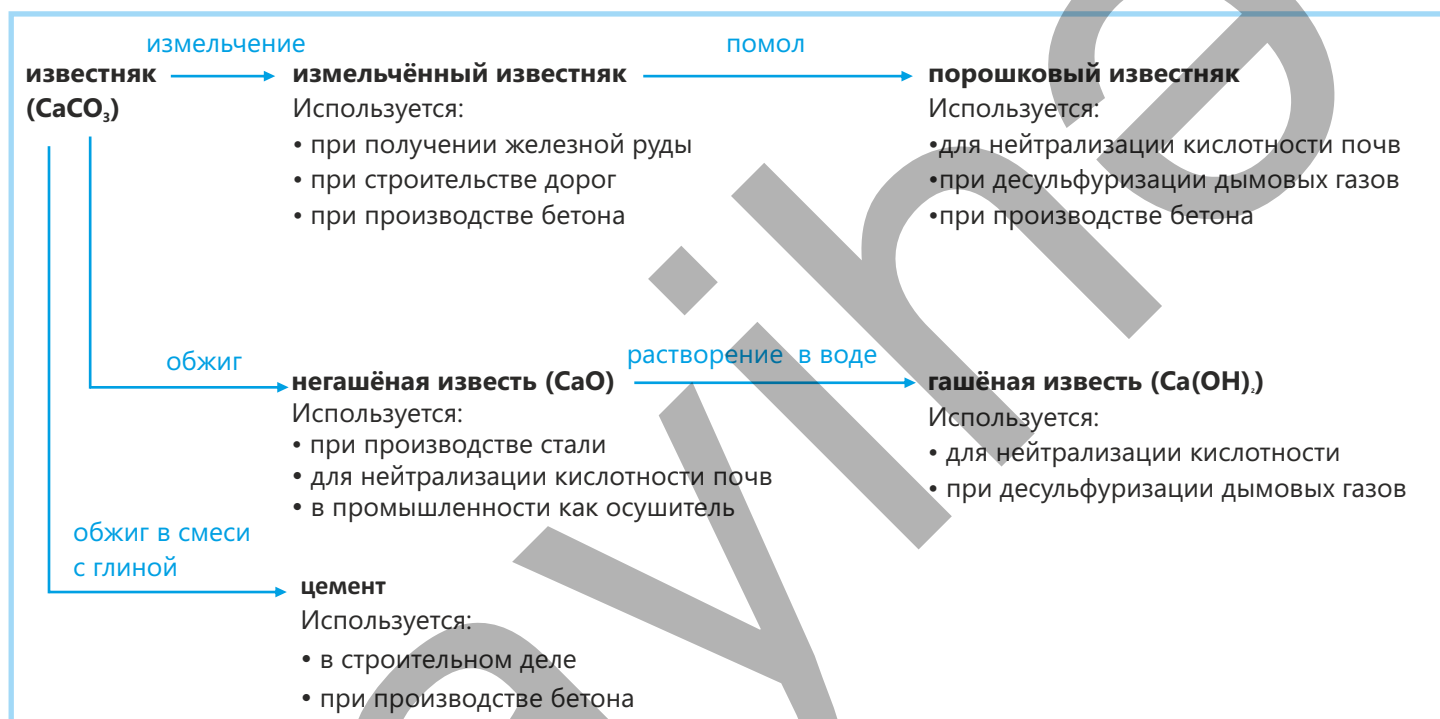 измельчение
помол
известняк
(CaCO₃)
измельчённый известняк
Используется:
• при получении железной руды
• при строительстве дорог
• при производстве бетона
порошковый известняк
Используется:
•для нейтрализации кислотности почв
•при десульфуризации дымовых газов
•при производстве бетона
обжиг
растворение в воде
негашёная известь (CaO)
Используется:
• при производстве стали
• для нейтрализации кислотности почв
• в промышленности как осушитель
гашёная известь (Ca(OH)₂)
Используется:
• для нейтрализации кислотности
• при десульфуризации дымовых газов
обжиг в смеси
с глиной
цемент
Используется:
• в строительном деле
• при производстве бетона